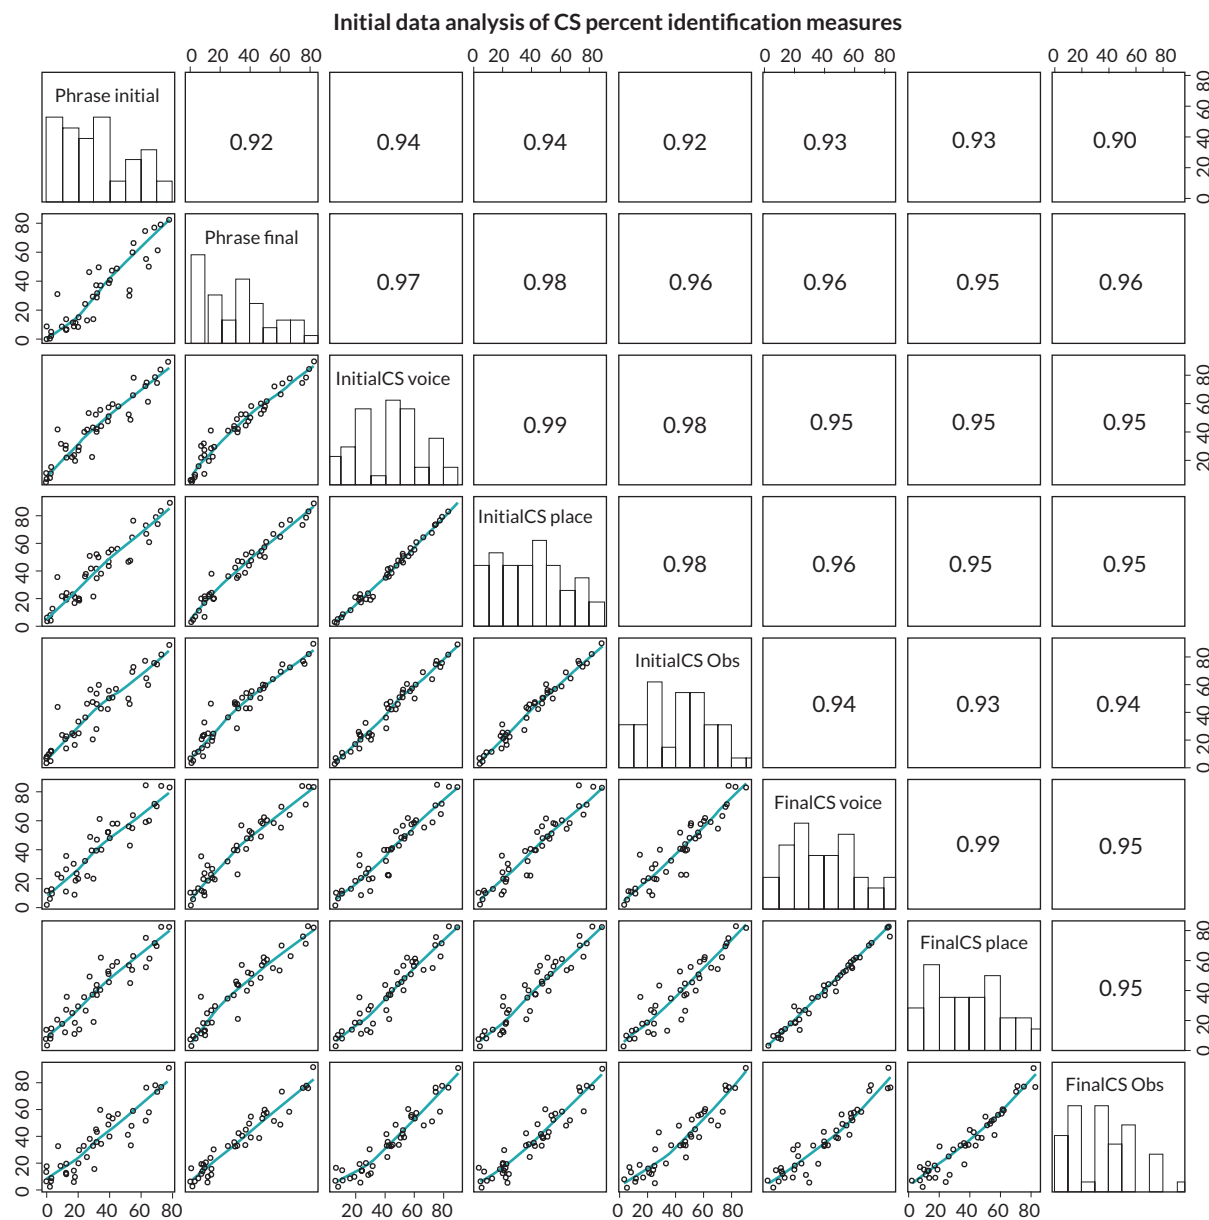 Initial data analysis of CS percent identification measures
0 20 40 60 80 0 20 40 60 80 0 20 40 60 80 0 20 40 60 80
Phrase initial 0.92 0.94 0.94 0.92 0.93 0.93 0.90
0 20 40 60 80
0 20 40 60 80
Phrase final 0.97 0.98 0.96 0.96 0.95 0.96
InitialCS voice 0.99 0.98 0.95 0.95 0.95
20 40 60 80
0 20 40 60 80
InitialCS place 0.98 0.96 0.95 0.95
InitialCS Obs 0.94 0.93 0.94
0 20 40 60 80
0 20 40 60 80
FinalCS voice 0.99 0.95
FinalCS place 0.95
0 20 40 60 80
0 20 40 60 80
FinalCS Obs
0 20 40 60 80 20 40 60 80 0 20 40 60 80 0 20 40 60 80